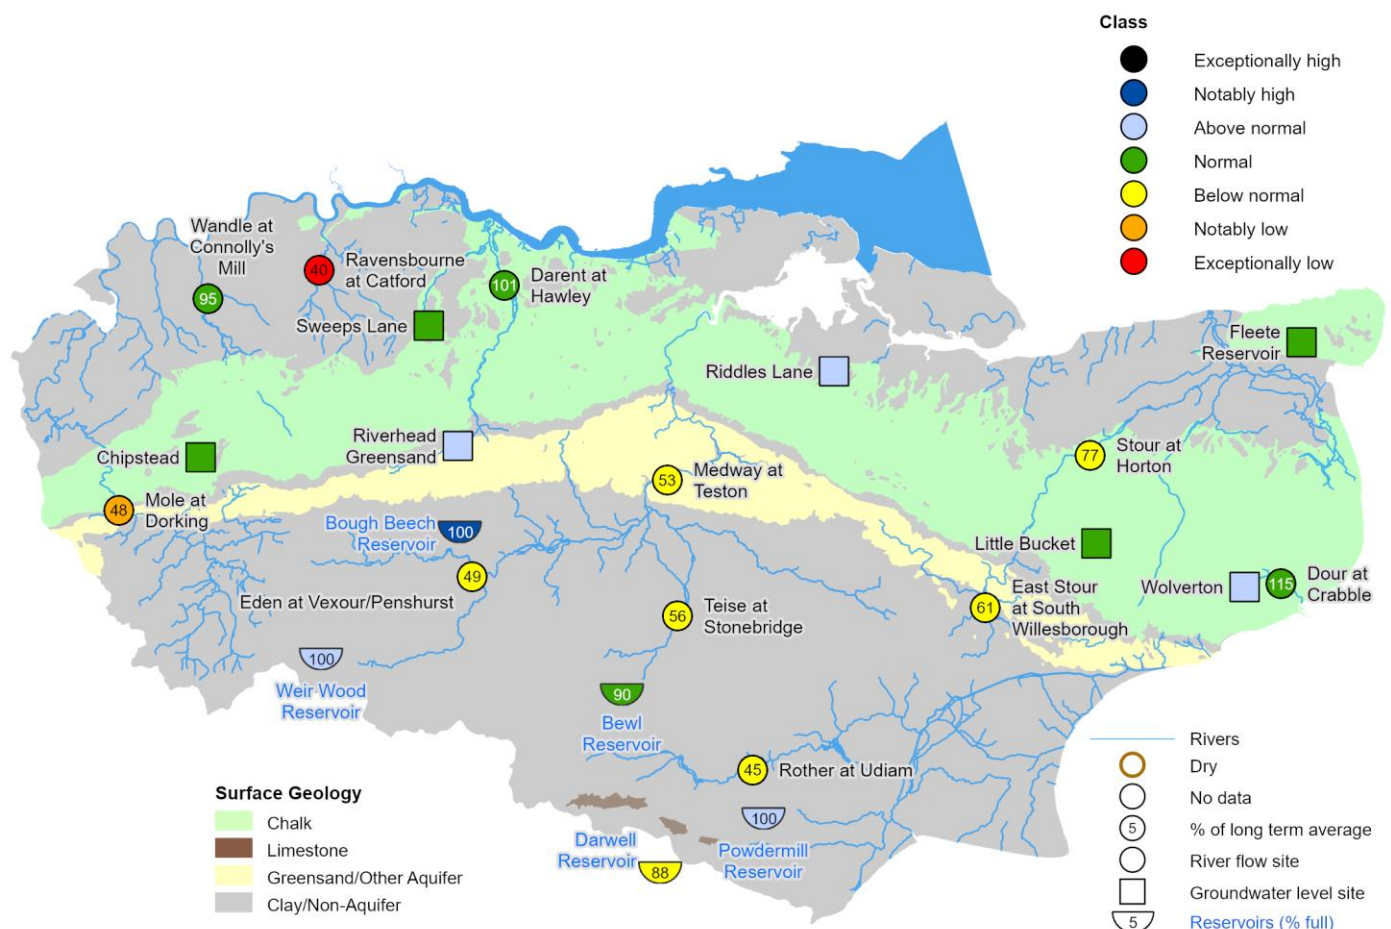 Class
Exceptionally high
Notably high
Above normal
Normal
Below normal
Notably low
Exceptionally low
Wandle at
Connolly's
Mill
95
40
Ravensbourne
at Catford
101
Darent at
Hawley
Sweeps Lane
Fleete
Reservoir
Riddles Lane
Riverhead
Greensand
Chipstead
77
Stour at
Horton
53
Medway at
Teston
48
Mole at
Dorking
Bough Beech
Reservoir
100
Little Bucket
49
Eden at Vexour/Penshurst
Wolverton
115
Dour at
Crabble
56
Teise at
Stonebridge
61
East Stour
at South
Willesborough
100
Weir Wood
Reservoir
90
Bewl
Reservoir
45
Rother at Udiam
100
Powdermill
Reservoir
Darwell
Reservoir
88
Surface Geology
Chalk
Limestone
Greensand/Other Aquifer
Clay/Non-Aquifer
Rivers
Dry
No data
5
% of long term average
River flow site
Groundwater level site
5
Reservoirs (% full)